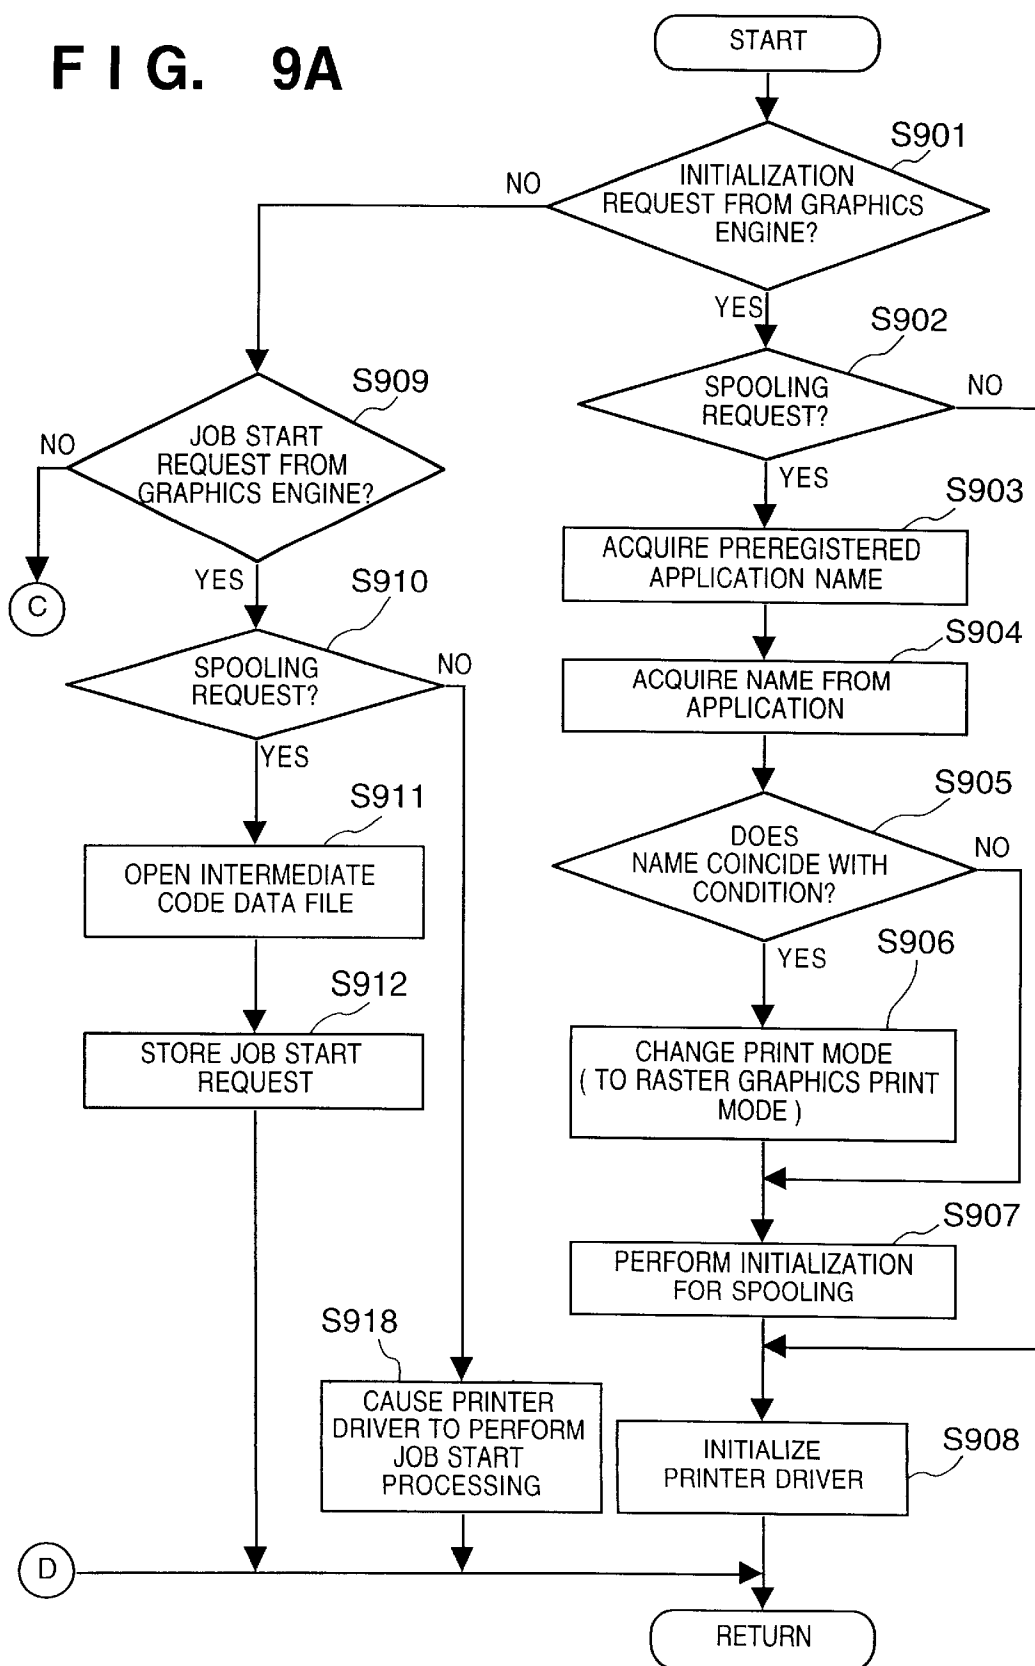 FIG. 9A
START
S901
INITIALIZATION
REQUEST FROM GRAPHICS
ENGINE?
NO
YES
S902
SPOOLING
REQUEST?
NO
YES
S903
ACQUIRE PREREGISTERED
APPLICATION NAME
S904
ACQUIRE NAME FROM
APPLICATION
S905
DOES
NAME COINCIDE WITH
CONDITION?
NO
YES
S906
CHANGE PRINT MODE
( TO RASTER GRAPHICS PRINT
MODE )
S907
PERFORM INITIALIZATION
FOR SPOOLING
S908
INITIALIZE
PRINTER DRIVER
S909
JOB START
REQUEST FROM
GRAPHICS ENGINE?
NO
C
YES
S910
SPOOLING
REQUEST?
NO
YES
S911
OPEN INTERMEDIATE
CODE DATA FILE
S912
STORE JOB START
REQUEST
S918
CAUSE PRINTER
DRIVER TO PERFORM
JOB START
PROCESSING
D
RETURN